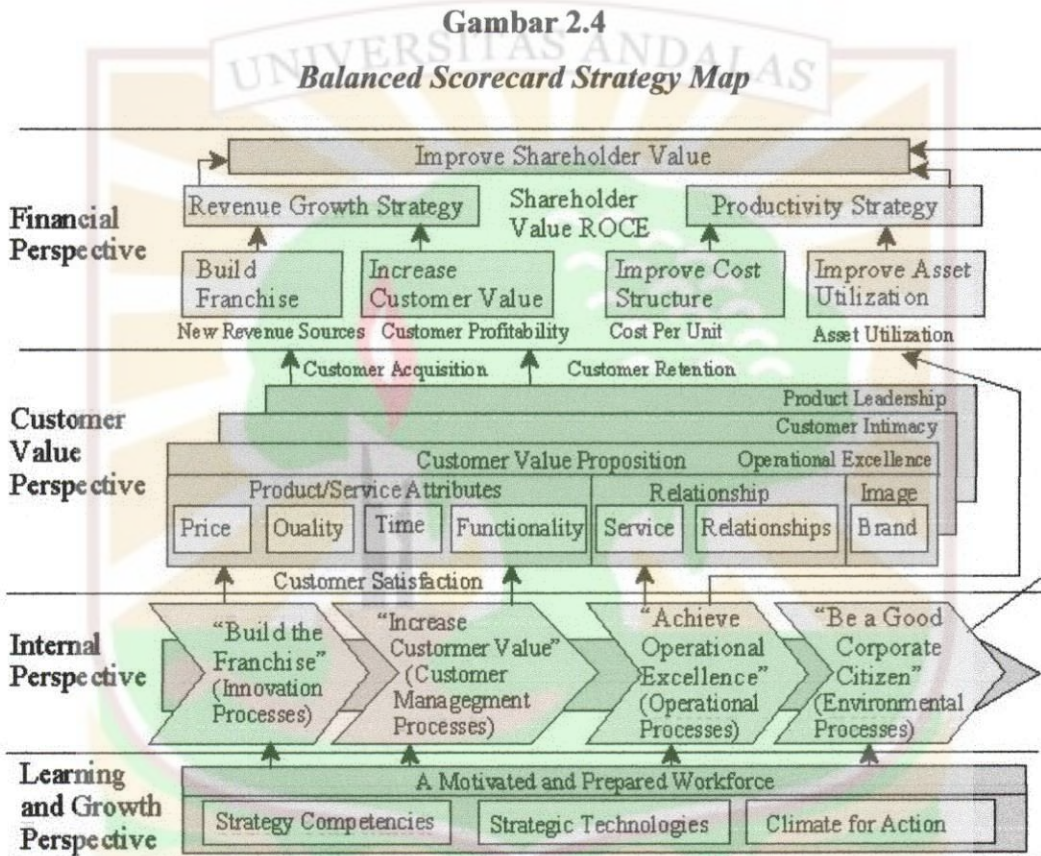 Gambar 2.4
UNIVERSITAS ANDALAS
Balanced Scorecard Strategy Map
Financial
Perspective
Improve Shareholder Value
Revenue Growth Strategy
Shareholder
Value ROCE
Productivity Strategy
Build
Franchise
Increase
Customer Value
Improve Cost
Structure
Improve Asset
Utilization
New Revenue Sources
Customer Profitability
Cost Per Unit
Asset Utilization
Customer
Value
Perspective
Customer Acquisition
Customer Retention
Product Leadership
Customer Intimacy
Customer Value Proposition
Operational Excellence
Product/Service Attributes
Relationship
Image
Price
Quality
Time
Functionality
Service
Relationships
Brand
Customer Satisfaction
Internal
Perspective
“Build the
Franchise”
(Innovation
Processes)
“Increase
Custormer Value”
(Customer
Managegment
Processes)
“Achieve
Operational
Excellence”
(Operational
Processes)
“Be a Good
Corporate
Citizen”
(Environmental
Processes)
Learning
and Growth
Perspective
A Motivated and Prepared Workforce
Strategy Competencies
Strategic Technologies
Climate for Action